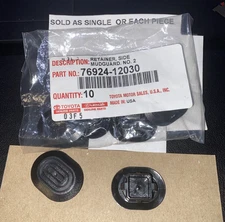 SOLD AS SINGLE OR EACH PIECE
DESCRIPTION: RETAINER, SIDE
MUDGUARD, NO. 2
PART NO.: 76924-12030
QUANTITY: 10
TOYOTA MOTOR SALES, U.S.A., INC.
MADE IN: USA
TOYOTA
03F5